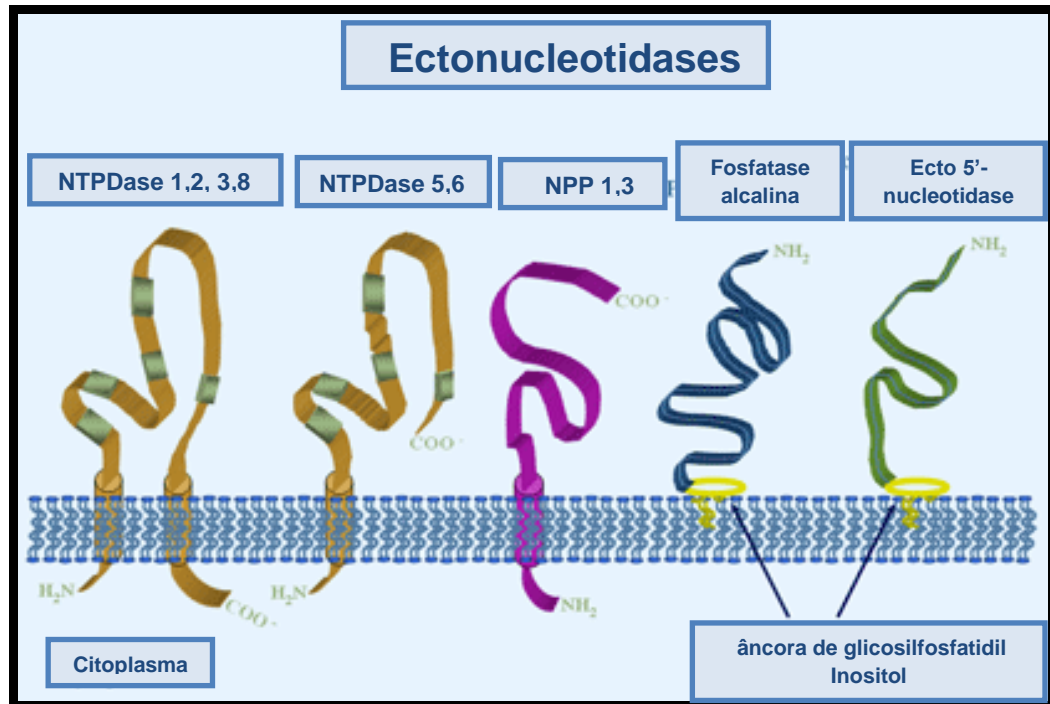 Ectonucleotidases
NTPDase 1,2, 3,8
NTPDase 5,6
NPP 1,3
Fosfatase
alcalina
Ecto 5’-
nucleotidase
NH₂
NH₂
COO⁻
COO⁻
H₂N
COO⁻
H₂N
NH₂
Citoplasma
âncora de glicosilfosfatidil
Inositol